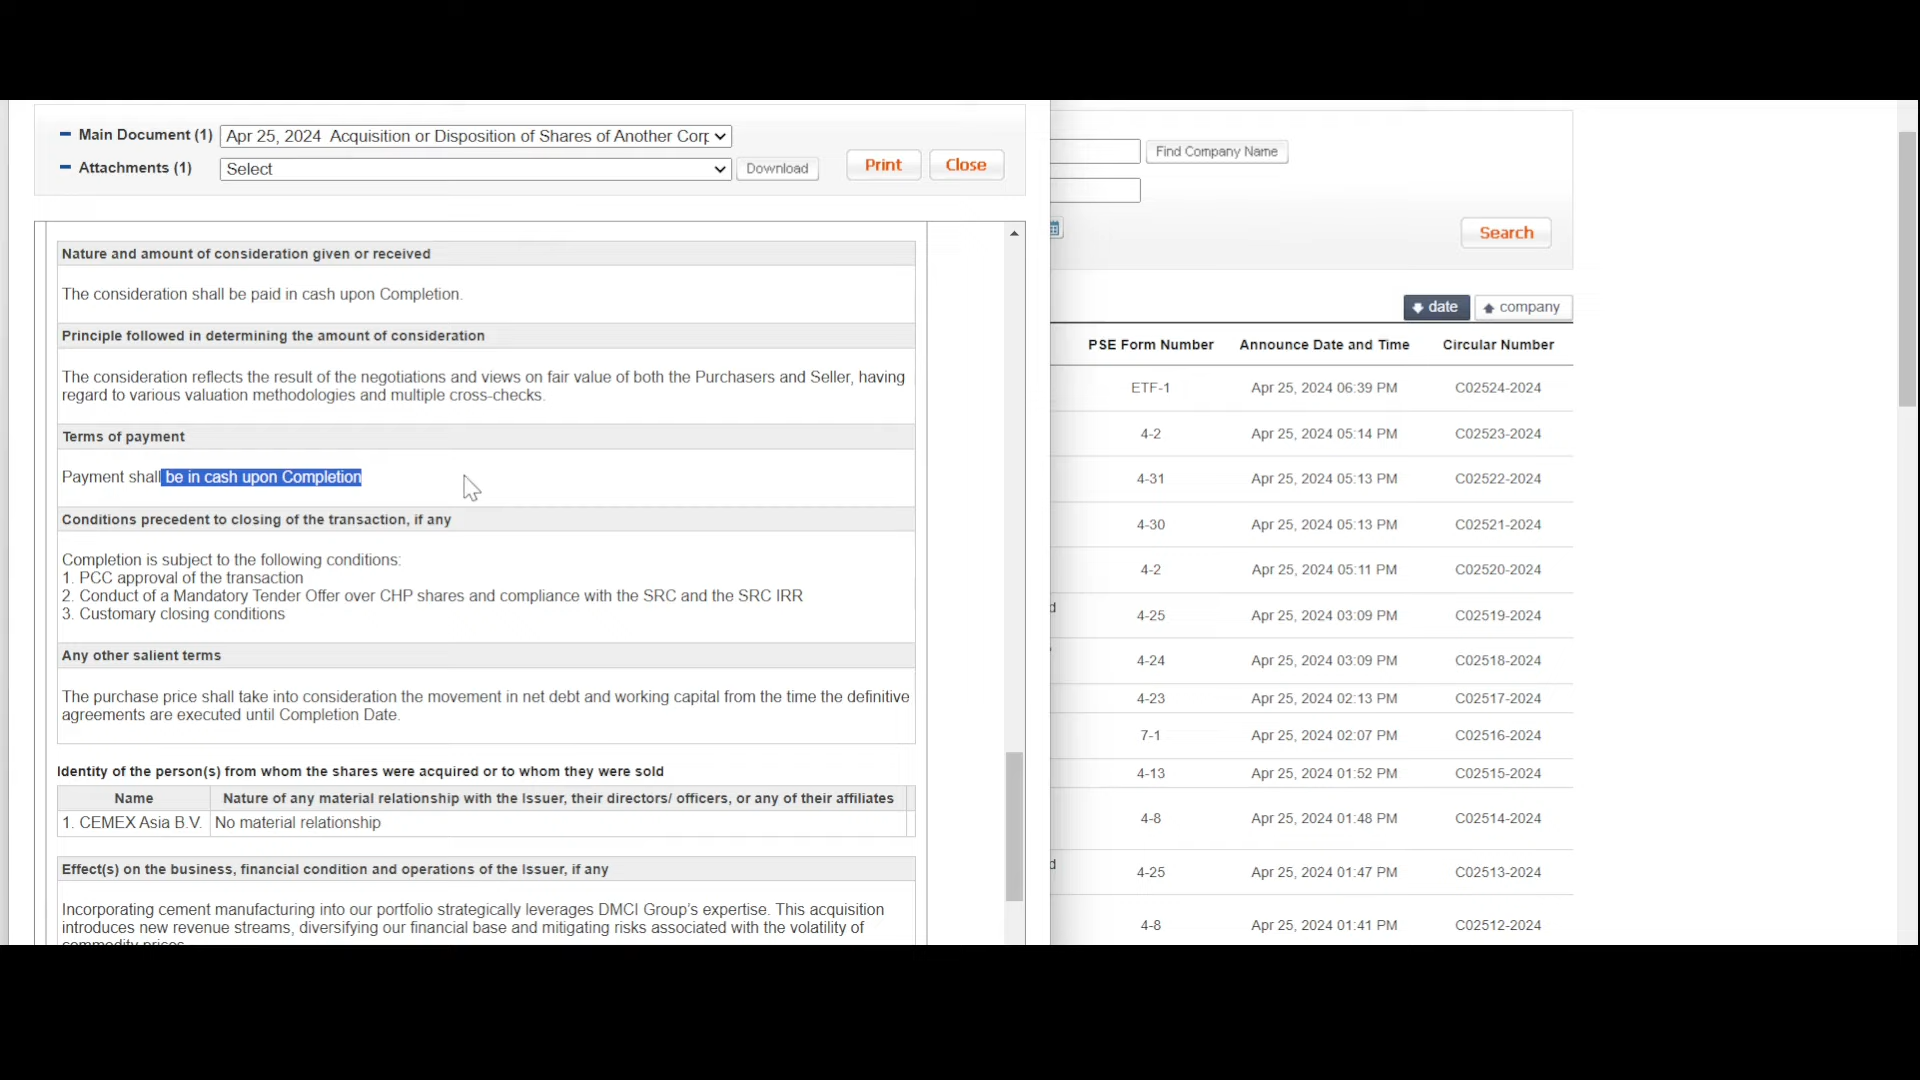 Main Document (1) Apr 25, 2024 Acquisition or Disposition of Shares of Another Corp
Attachments (1) Select Download Print Close
Nature and amount of consideration given or received
The consideration shall be paid in cash upon Completion.
Principle followed in determining the amount of consideration
The consideration reflects the result of the negotiations and views on fair value of both the Purchasers and Seller, having
regard to various valuation methodologies and multiple cross-checks.
Terms of payment
Payment shall be in cash upon Completion
Conditions precedent to closing of the transaction, if any
Completion is subject to the following conditions:
1. PCC approval of the transaction
2. Conduct of a Mandatory Tender Offer over CHP shares and compliance with the SRC and the SRC IRR
3. Customary closing conditions
Any other salient terms
The purchase price shall take into consideration the movement in net debt and working capital from the time the definitive
agreements are executed until Completion Date.
Identity of the person(s) from whom the shares were acquired or to whom they were sold
Name Nature of any material relationship with the Issuer, their directors/ officers, or any of their affiliates
1. CEMEX Asia B.V. No material relationship
Effect(s) on the business, financial condition and operations of the Issuer, if any
Incorporating cement manufacturing into our portfolio strategically leverages DMCI Group's expertise. This acquisition
introduces new revenue streams, diversifying our financial base and mitigating risks associated with the volatility of
commodity prices.
Find Company Name
Search
date company
PSE Form Number Announce Date and Time Circular Number
ETF-1 Apr 25, 2024 06:39 PM C02524-2024
4-2 Apr 25, 2024 05:14 PM C02523-2024
4-31 Apr 25, 2024 05:13 PM C02522-2024
4-30 Apr 25, 2024 05:13 PM C02521-2024
4-2 Apr 25, 2024 05:11 PM C02520-2024
d 4-25 Apr 25, 2024 03:09 PM C02519-2024
4-24 Apr 25, 2024 03:09 PM C02518-2024
4-23 Apr 25, 2024 02:13 PM C02517-2024
7-1 Apr 25, 2024 02:07 PM C02516-2024
4-13 Apr 25, 2024 01:52 PM C02515-2024
4-8 Apr 25, 2024 01:48 PM C02514-2024
d 4-25 Apr 25, 2024 01:47 PM C02513-2024
4-8 Apr 25, 2024 01:41 PM C02512-2024